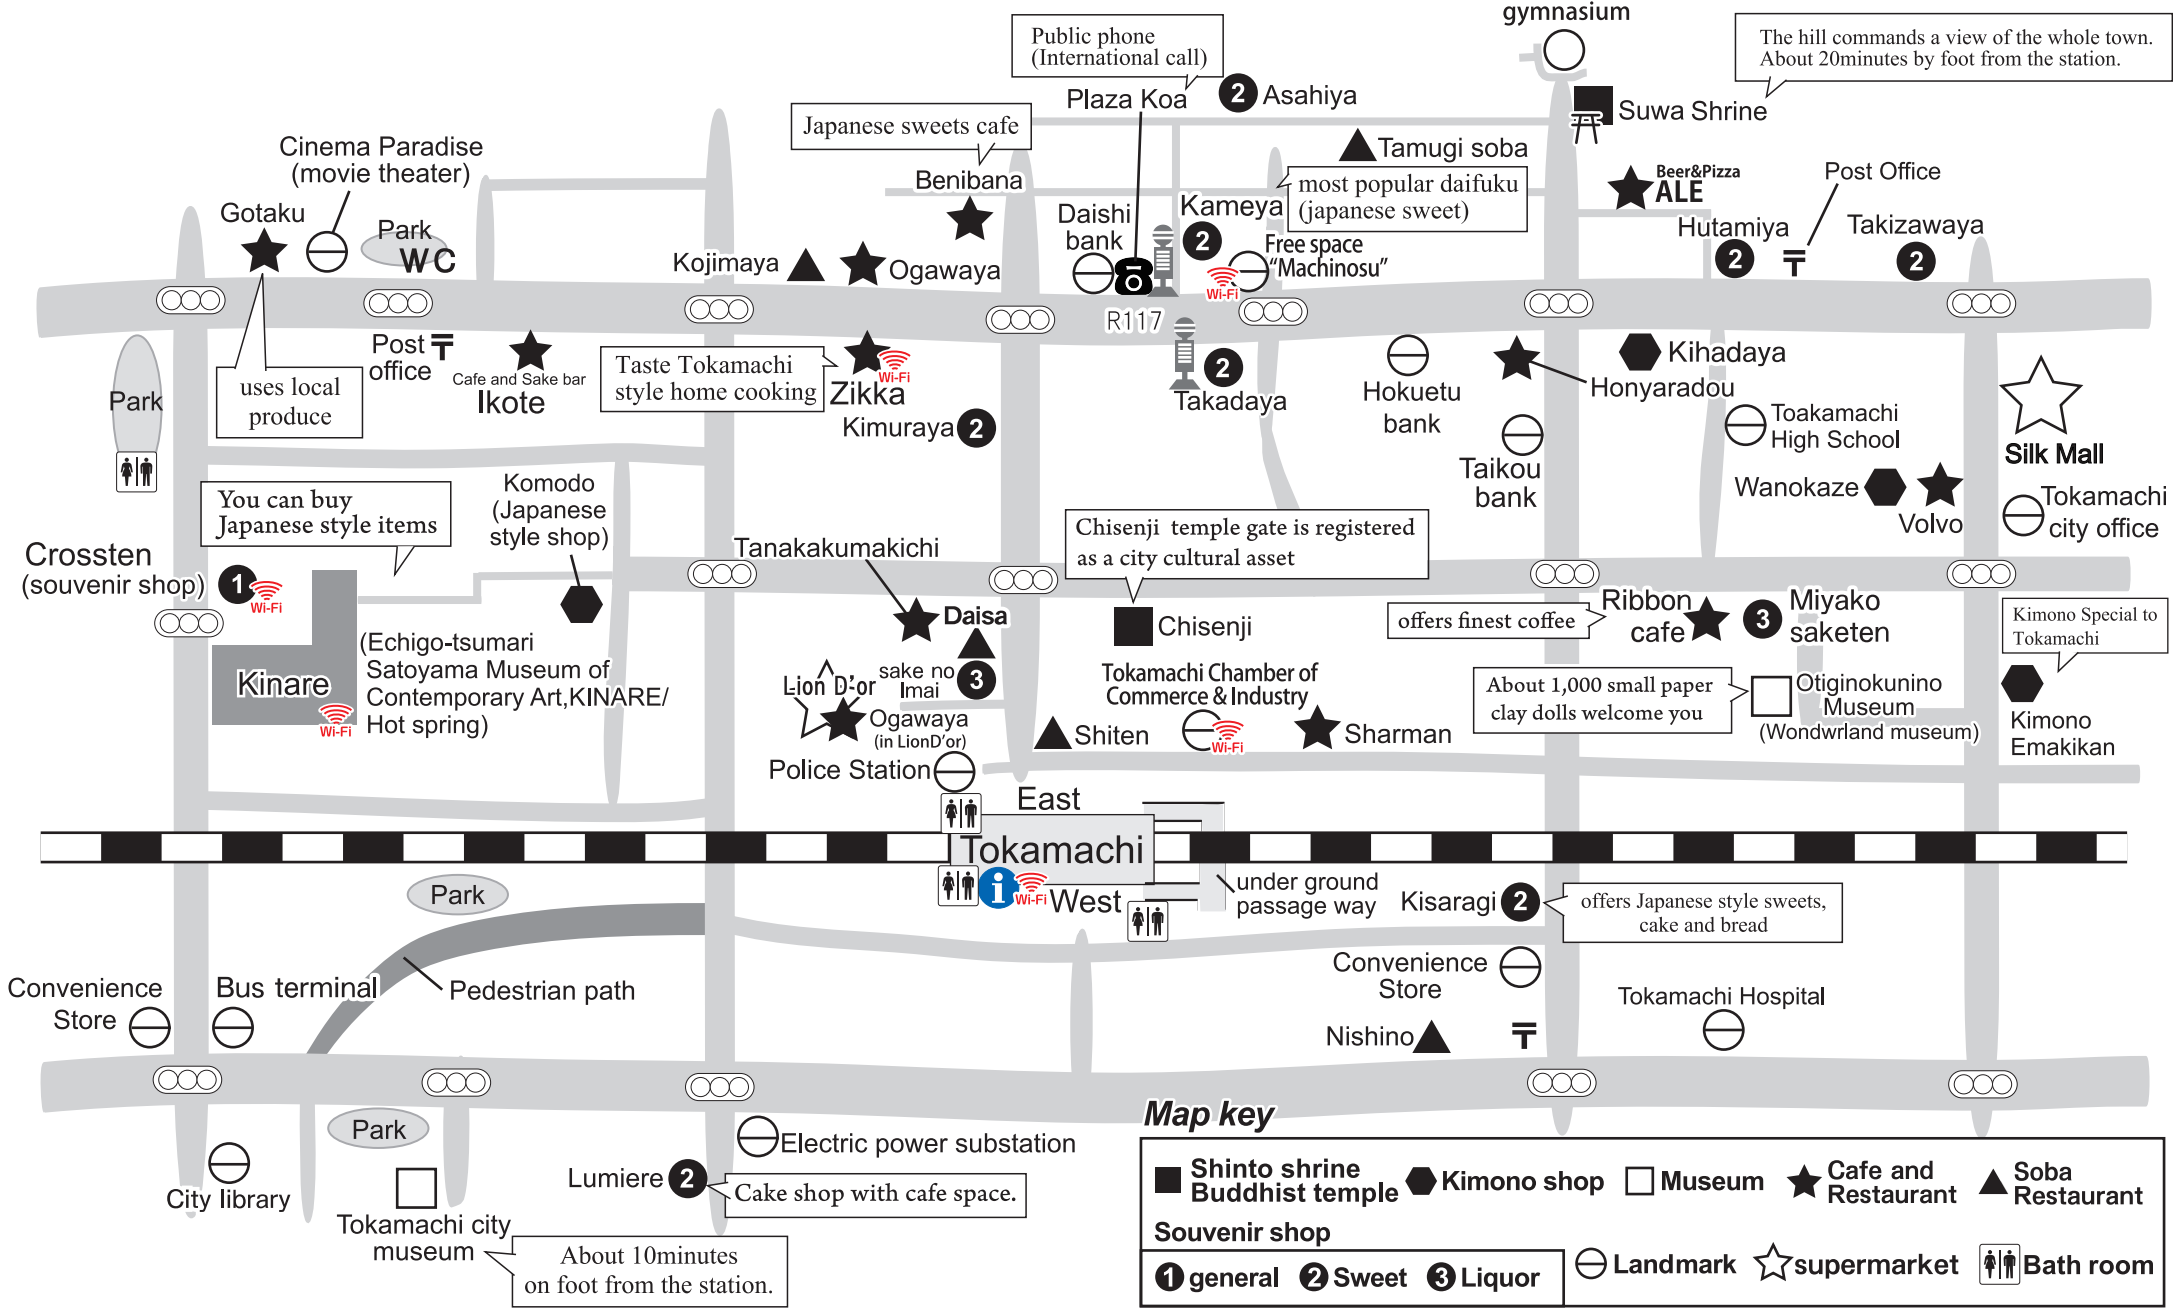 gymnasium
Public phone
(International call)
The hill commands a view of the whole town.
About 20minutes by foot from the station.
Plaza Koa
2 Asahiya
Suwa Shrine
Japanese sweets cafe
Cinema Paradise
(movie theater)
Tamugi soba
Benibana
most popular daifuku
(japanese sweet)
Beer&Pizza
ALE
Post Office
Gotaku
Park
WC
Daishi
bank
Kameya
2
Free space
“Machinosu”
Wi-Fi
Hutamiya
2
Takizawaya
2
Kojimaya
Ogawaya
R117
Post
office
Cafe and Sake bar
Ikote
Taste Tokamachi
style home cooking
Wi-Fi
Zikka
Kimuraya 2
2
Takadaya
Hokuetu
bank
Kihadaya
Honyaradou
uses local
produce
Park
Taikou
bank
Toakamachi
High School
Silk Mall
Wanokaze
Volvo
Tokamachi
city office
You can buy
Japanese style items
Komodo
(Japanese
style shop)
Crossten
(souvenir shop)
1
Wi-Fi
Tanakakumakichi
Chisenji temple gate is registered
as a city cultural asset
Kinare
Wi-Fi
(Echigo-tsumari
Satoyama Museum of
Contemporary Art,KINARE/
Hot spring)
Daisa
Chisenji
offers finest coffee
Ribbon
cafe
3
Miyako
saketen
Kimono Special to
Tokamachi
Lion D'or
sake no
Imai
3
Ogawaya
(in LionD’or)
Tokamachi Chamber of
Commerce & Industry
Wi-Fi
Shiten
Sharman
About 1,000 small paper
clay dolls welcome you
Otiginokunino
Museum
(Wondwrland museum)
Kimono
Emakikan
Police Station
East
Tokamachi
i
Wi-Fi
West
under ground
passage way
Park
Kisaragi 2
offers Japanese style sweets,
cake and bread
Convenience
Store
Bus terminal
Pedestrian path
Convenience
Store
Nishino
Tokamachi Hospital
Park
City library
Tokamachi city
museum
About 10minutes
on foot from the station.
Electric power substation
Lumiere 2
Cake shop with cafe space.
Map key
Shinto shrine
Buddhist temple
Kimono shop
Museum
Cafe and
Restaurant
Soba
Restaurant
Souvenir shop
1 general 2 Sweet 3 Liquor
Landmark
supermarket
Bath room